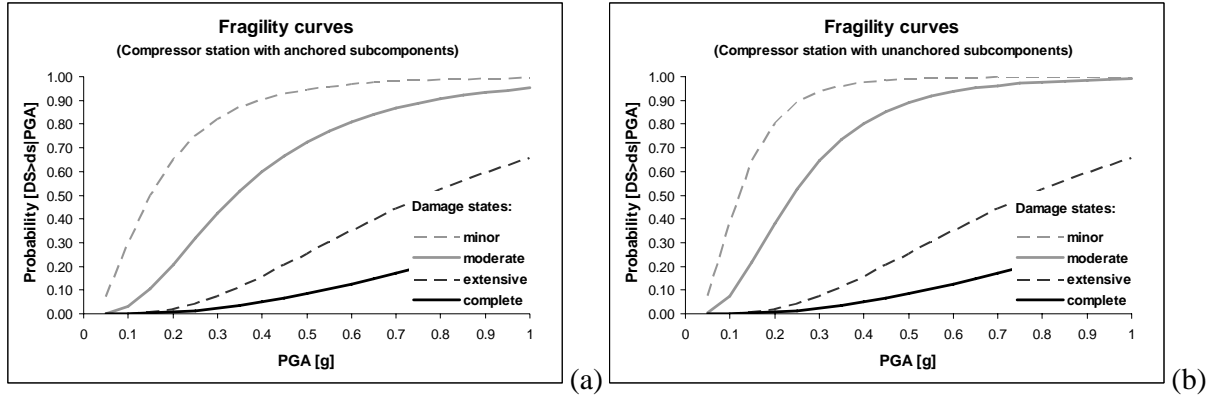 Fragility curves
(Compressor station with anchored subcomponents)
Probability [DS>ds|PGA]
1.00
0.90
0.80
0.70
0.60
0.50
0.40
0.30
0.20
0.10
0.00
0 0.1 0.2 0.3 0.4 0.5 0.6 0.7 0.8 0.9 1
PGA [g]
Damage states:
minor
moderate
extensive
complete
(a)
Fragility curves
(Compressor station with unanchored subcomponents)
Probability [DS>ds|PGA]
1.00
0.90
0.80
0.70
0.60
0.50
0.40
0.30
0.20
0.10
0.00
0 0.1 0.2 0.3 0.4 0.5 0.6 0.7 0.8 0.9 1
PGA [g]
Damage states:
minor
moderate
extensive
complete
(b)